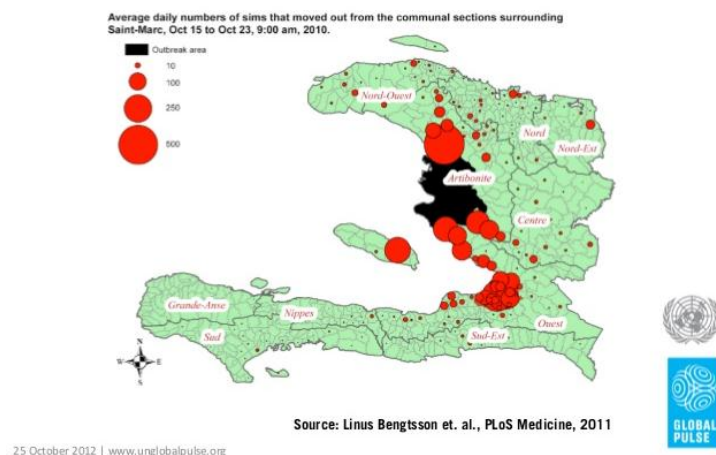 Average daily numbers of sims that moved out from the communal sections surrounding
Saint-Marc, Oct 15 to Oct 23, 9:00 am, 2010.
Outbreak area
10
100
250
500
Nord-Ouest
Nord
Nord-Est
Artibonite
Centre
Grande-Anse
Nippes
Ouest
Sud
Sud-Est
N
W E
S
Source: Linus Bengtsson et. al., PLoS Medicine, 2011
GLOBAL
PULSE
25 October 2012 | www.unglobalpulse.org